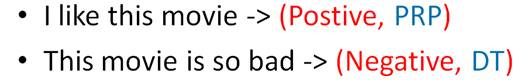 • I like this movie -> (Postive, PRP)
• This movie is so bad -> (Negative, DT)